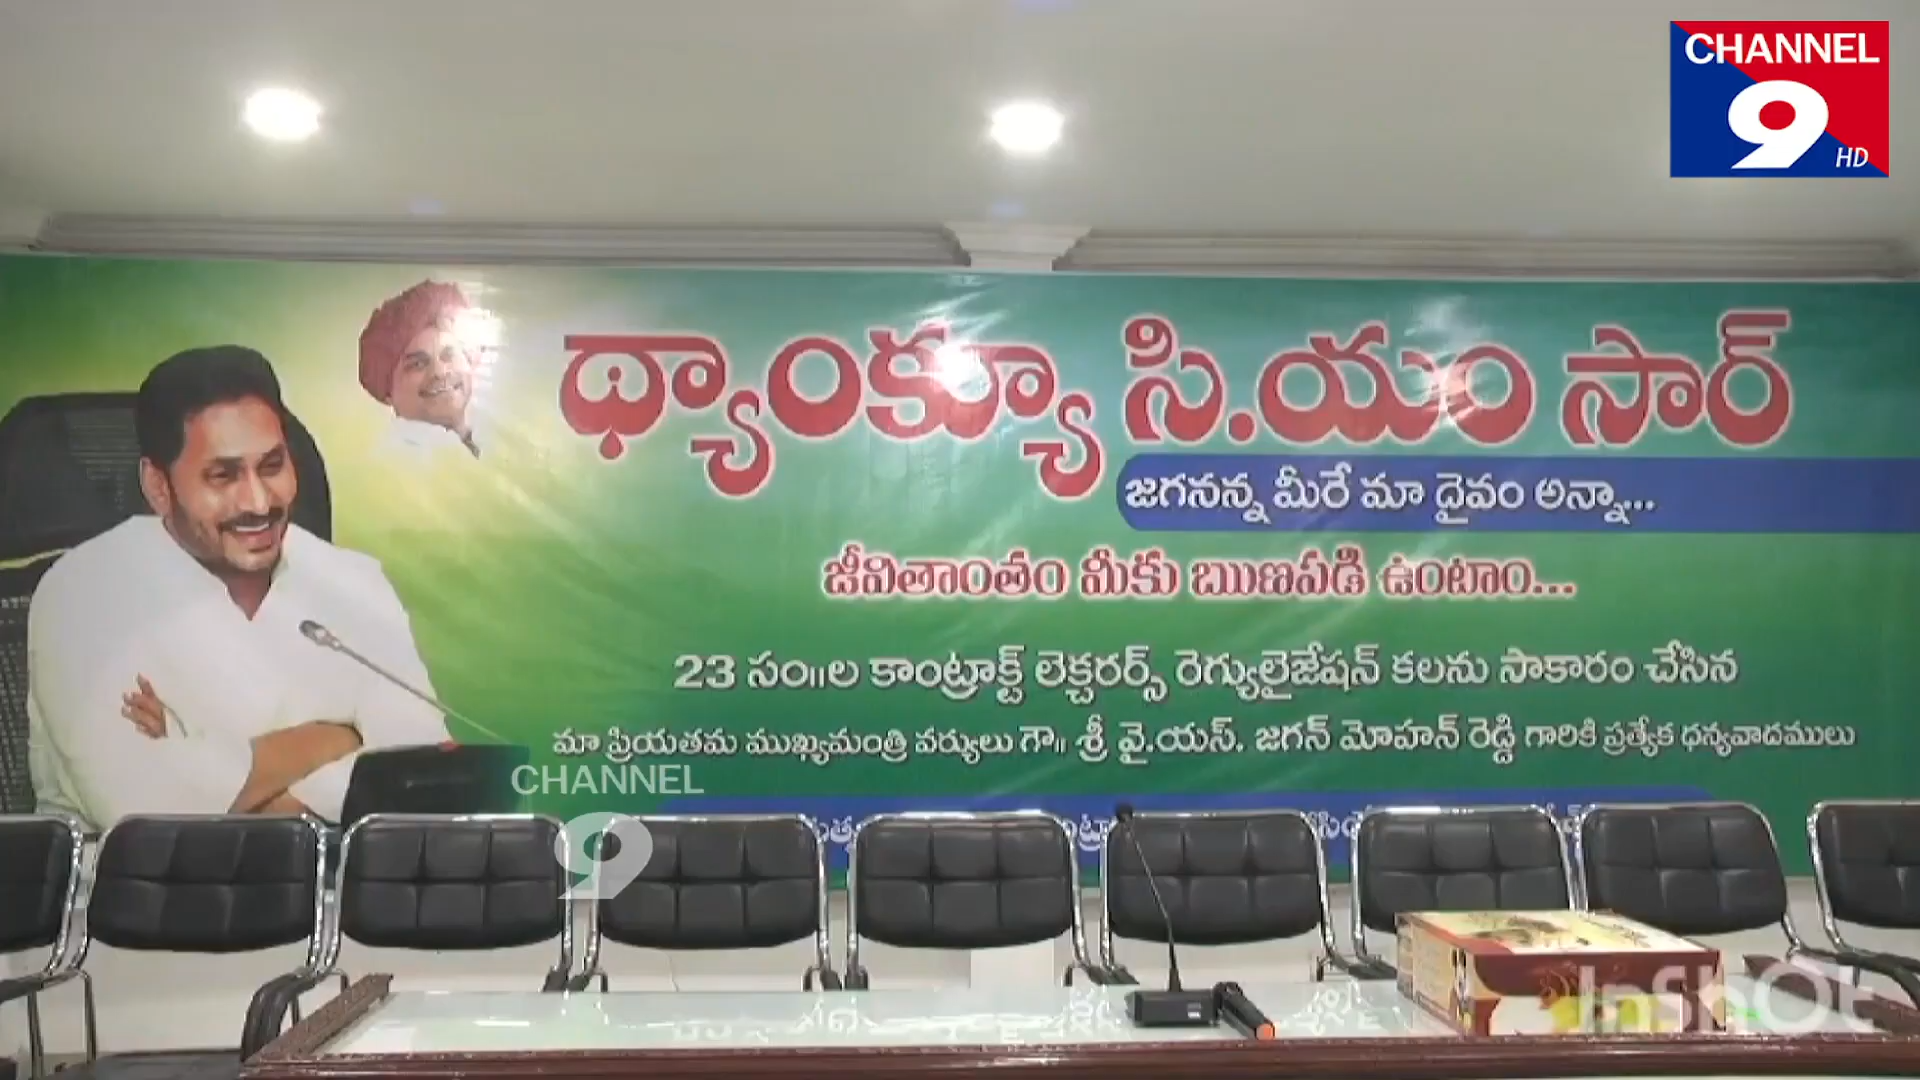 CHANNEL
9
HD
థ్యాంక్యూ సి.యం సార్
జగనన్న మీరే మా దైవం అన్నా...
జీవితాంతం మీకు ఋణపడి ఉంటాం...
23 సం॥ల కాంట్రాక్ట్ లెక్చరర్స్ రెగ్యులైజేషన్ కలను సాకారం చేసిన
మా ప్రియతమ ముఖ్యమంత్రి వర్యులు గౌ॥ శ్రీ వై.యస్. జగన్ మోహన్ రెడ్డి గారికి ప్రత్యేక ధన్యవాదములు
CHANNEL
9
InShOt